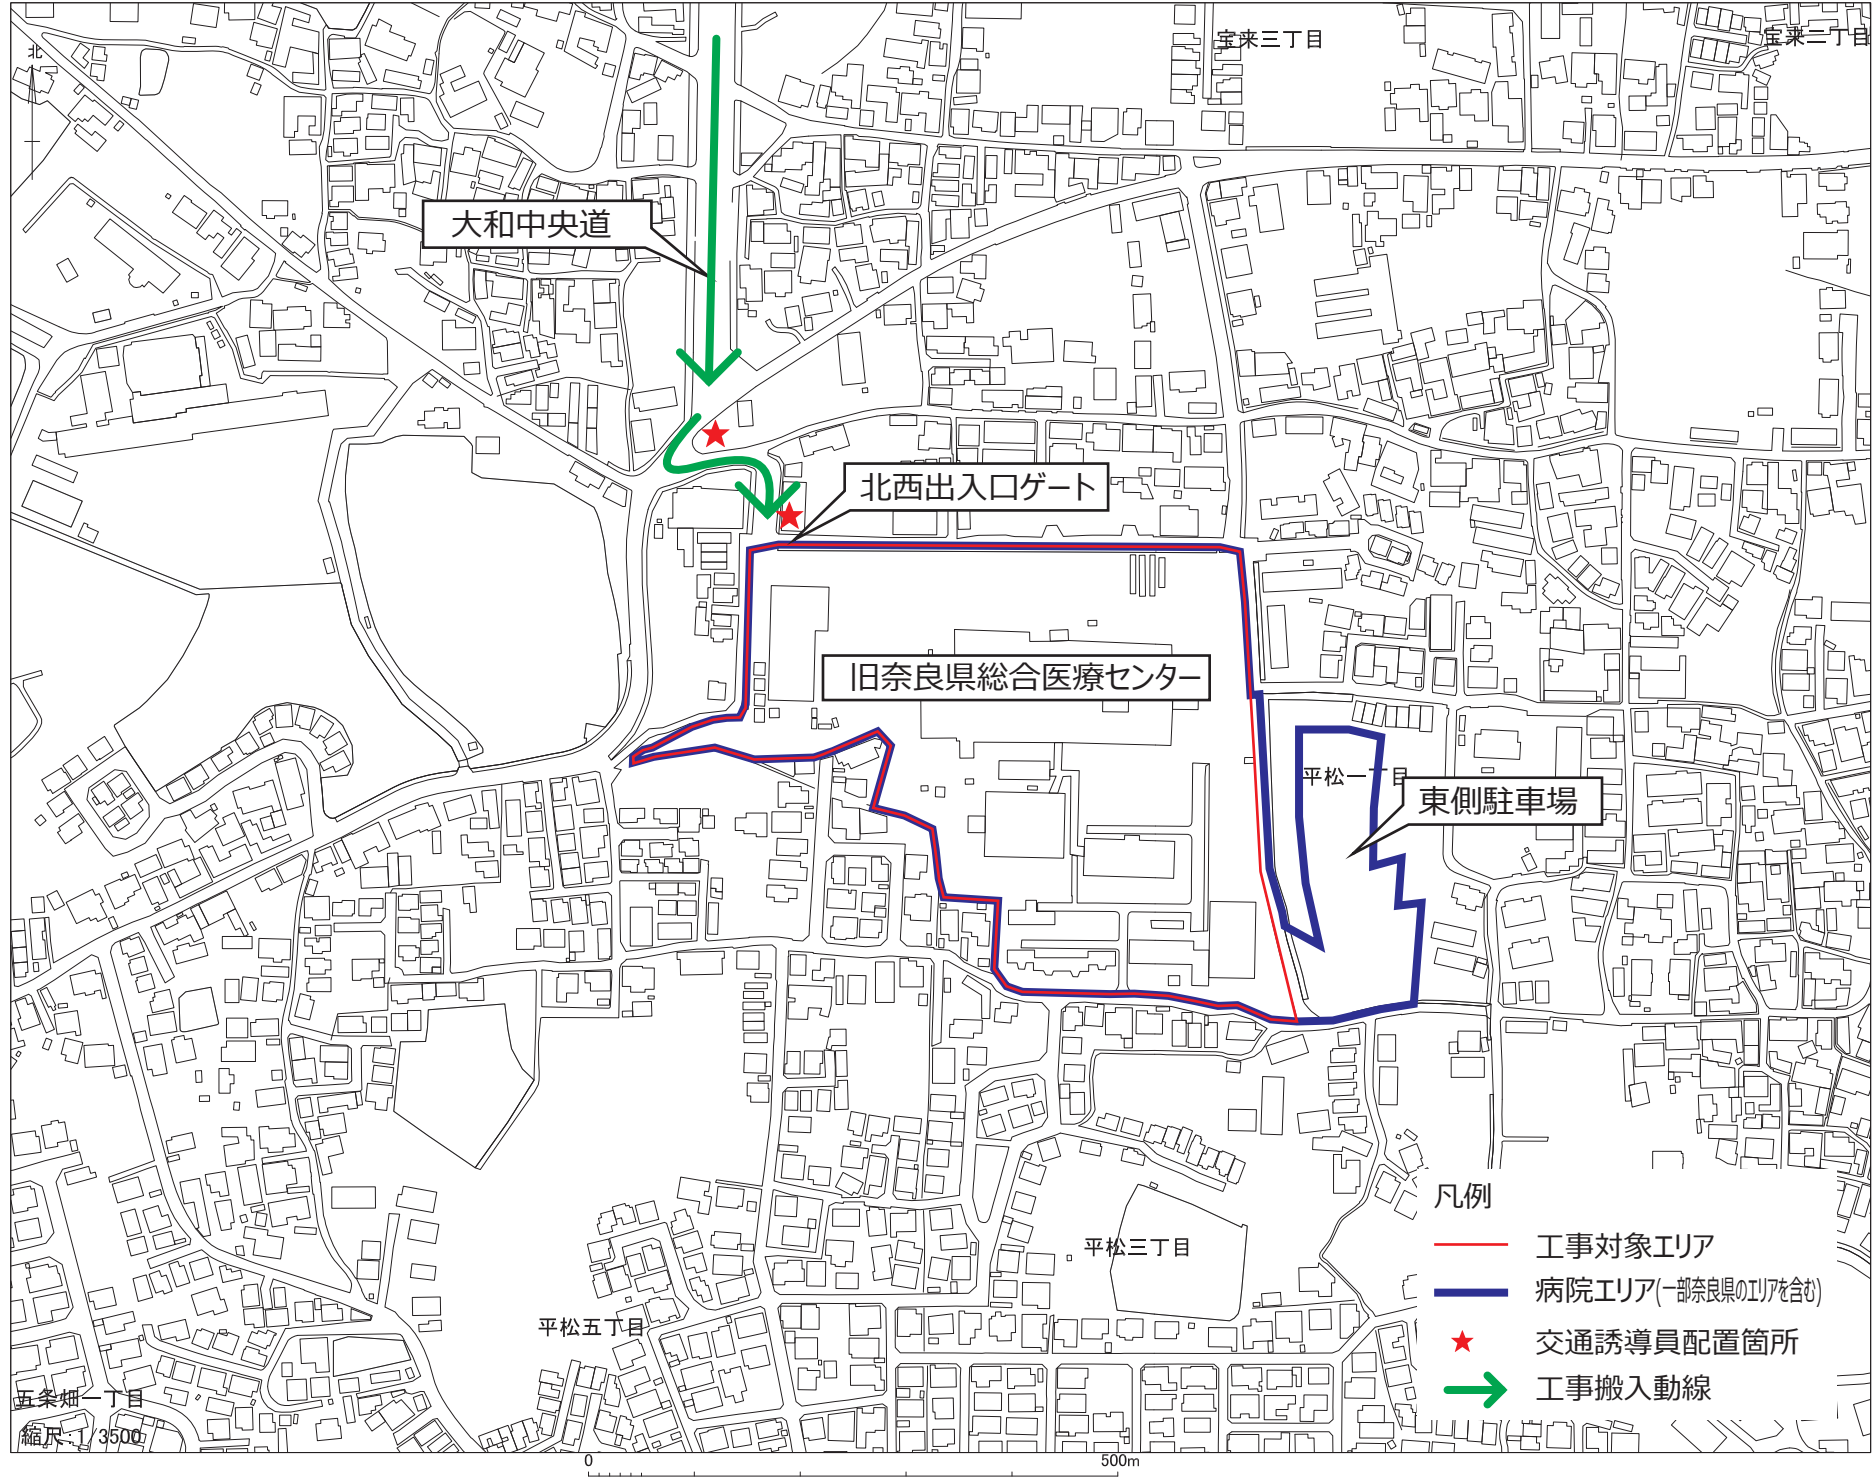 北
宝来三丁目
宝来二丁目
大和中央道
北西出入口ゲート
旧奈良県総合医療センター
平松一丁目
東側駐車場
凡例
工事対象エリア
病院エリア(一部奈良県のエリアを含む)
交通誘導員配置箇所
工事搬入動線
平松三丁目
平松五丁目
五条畑一丁目
縮尺:1/3500
0
500m